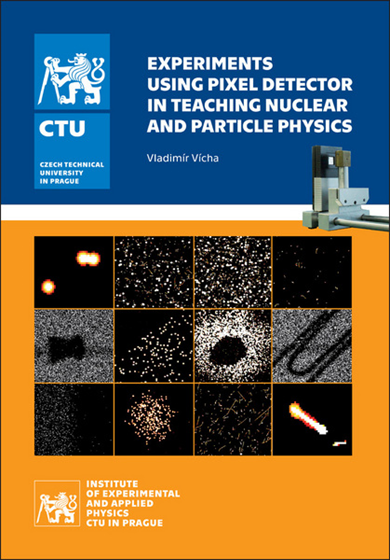 EXPERIMENTS
USING PIXEL DETECTOR
IN TEACHING NUCLEAR
AND PARTICLE PHYSICS
Vladimír Vícha
CTU
CZECH TECHNICAL
UNIVERSITY
IN PRAGUE
INSTITUTE
OF EXPERIMENTAL
AND APPLIED
PHYSICS
CTU IN PRAGUE